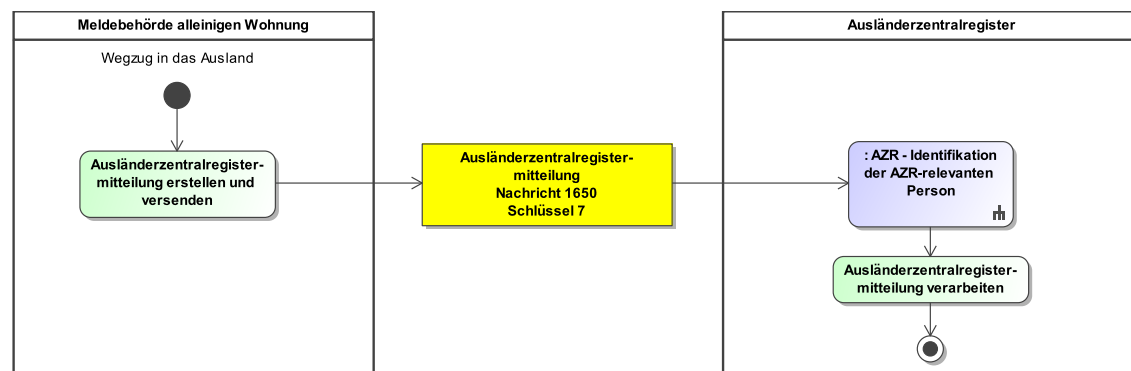 Meldebehörde alleinigen Wohnung
Wegzug in das Ausland
Ausländerzentralregister-
mitteilung erstellen und
versenden
Ausländerzentralregister-
mitteilung
Nachricht 1650
Schlüssel 7
Ausländerzentralregister
: AZR - Identifikation
der AZR-relevanten
Person
Ausländerzentralregister-
mitteilung verarbeiten